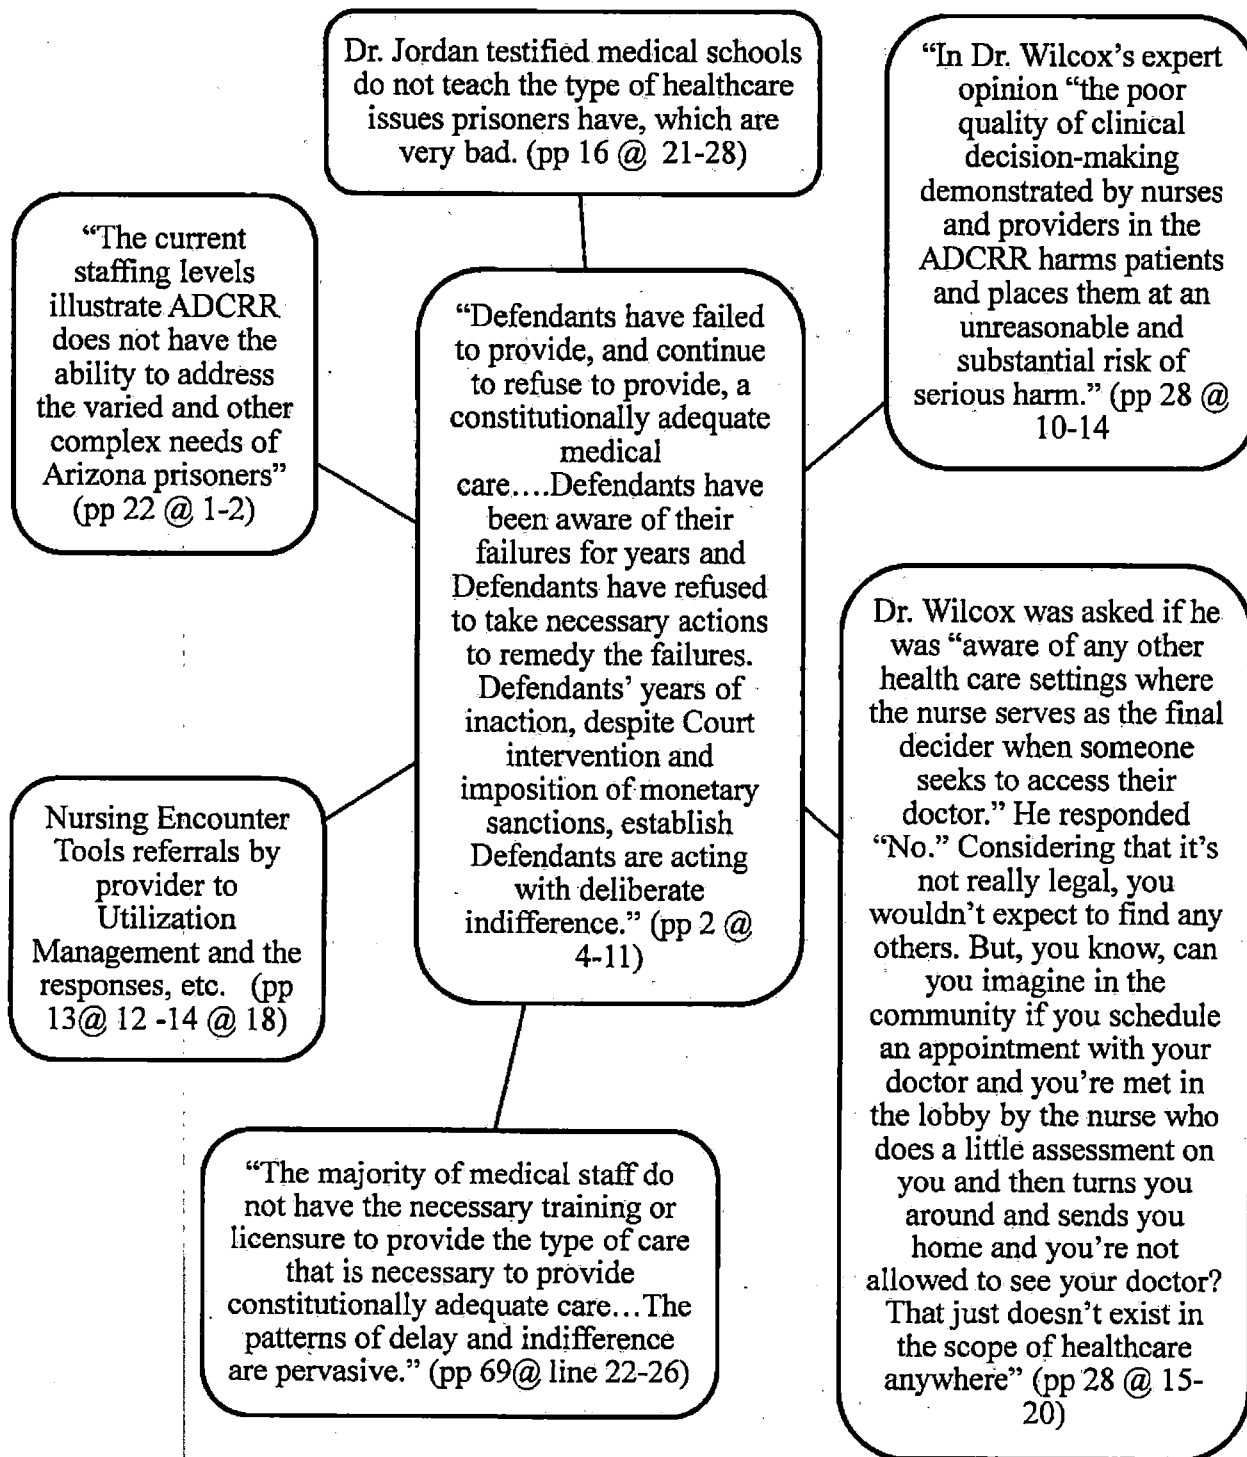 Dr. Jordan testified medical schools
do not teach the type of healthcare
issues prisoners have, which are
very bad. (pp 16 @ 21-28)
“In Dr. Wilcox’s expert
opinion “the poor
quality of clinical
decision-making
demonstrated by nurses
and providers in the
ADCRR harms patients
and places them at an
unreasonable and
substantial risk of
serious harm.” (pp 28 @
10-14
“The current
staffing levels
illustrate ADCRR
does not have the
ability to address
the varied and other
complex needs of
Arizona prisoners”
(pp 22 @ 1-2)
“Defendants have failed
to provide, and continue
to refuse to provide, a
constitutionally adequate
medical
care….Defendants have
been aware of their
failures for years and
Defendants have refused
to take necessary actions
to remedy the failures.
Defendants’ years of
inaction, despite Court
intervention and
imposition of monetary
sanctions, establish
Defendants are acting
with deliberate
indifference.” (pp 2 @
4-11)
Dr. Wilcox was asked if he
was “aware of any other
health care settings where
the nurse serves as the final
decider when someone
seeks to access their
doctor.” He responded
“No.” Considering that it’s
not really legal, you
wouldn’t expect to find any
others. But, you know, can
you imagine in the
community if you schedule
an appointment with your
doctor and you’re met in
the lobby by the nurse who
does a little assessment on
you and then turns you
around and sends you
home and you’re not
allowed to see your doctor?
That just doesn’t exist in
the scope of healthcare
anywhere” (pp 28 @ 15-
20)
Nursing Encounter
Tools referrals by
provider to
Utilization
Management and the
responses, etc. (pp
13@ 12 -14 @ 18)
“The majority of medical staff do
not have the necessary training or
licensure to provide the type of care
that is necessary to provide
constitutionally adequate care…The
patterns of delay and indifference
are pervasive.” (pp 69@ line 22-26)